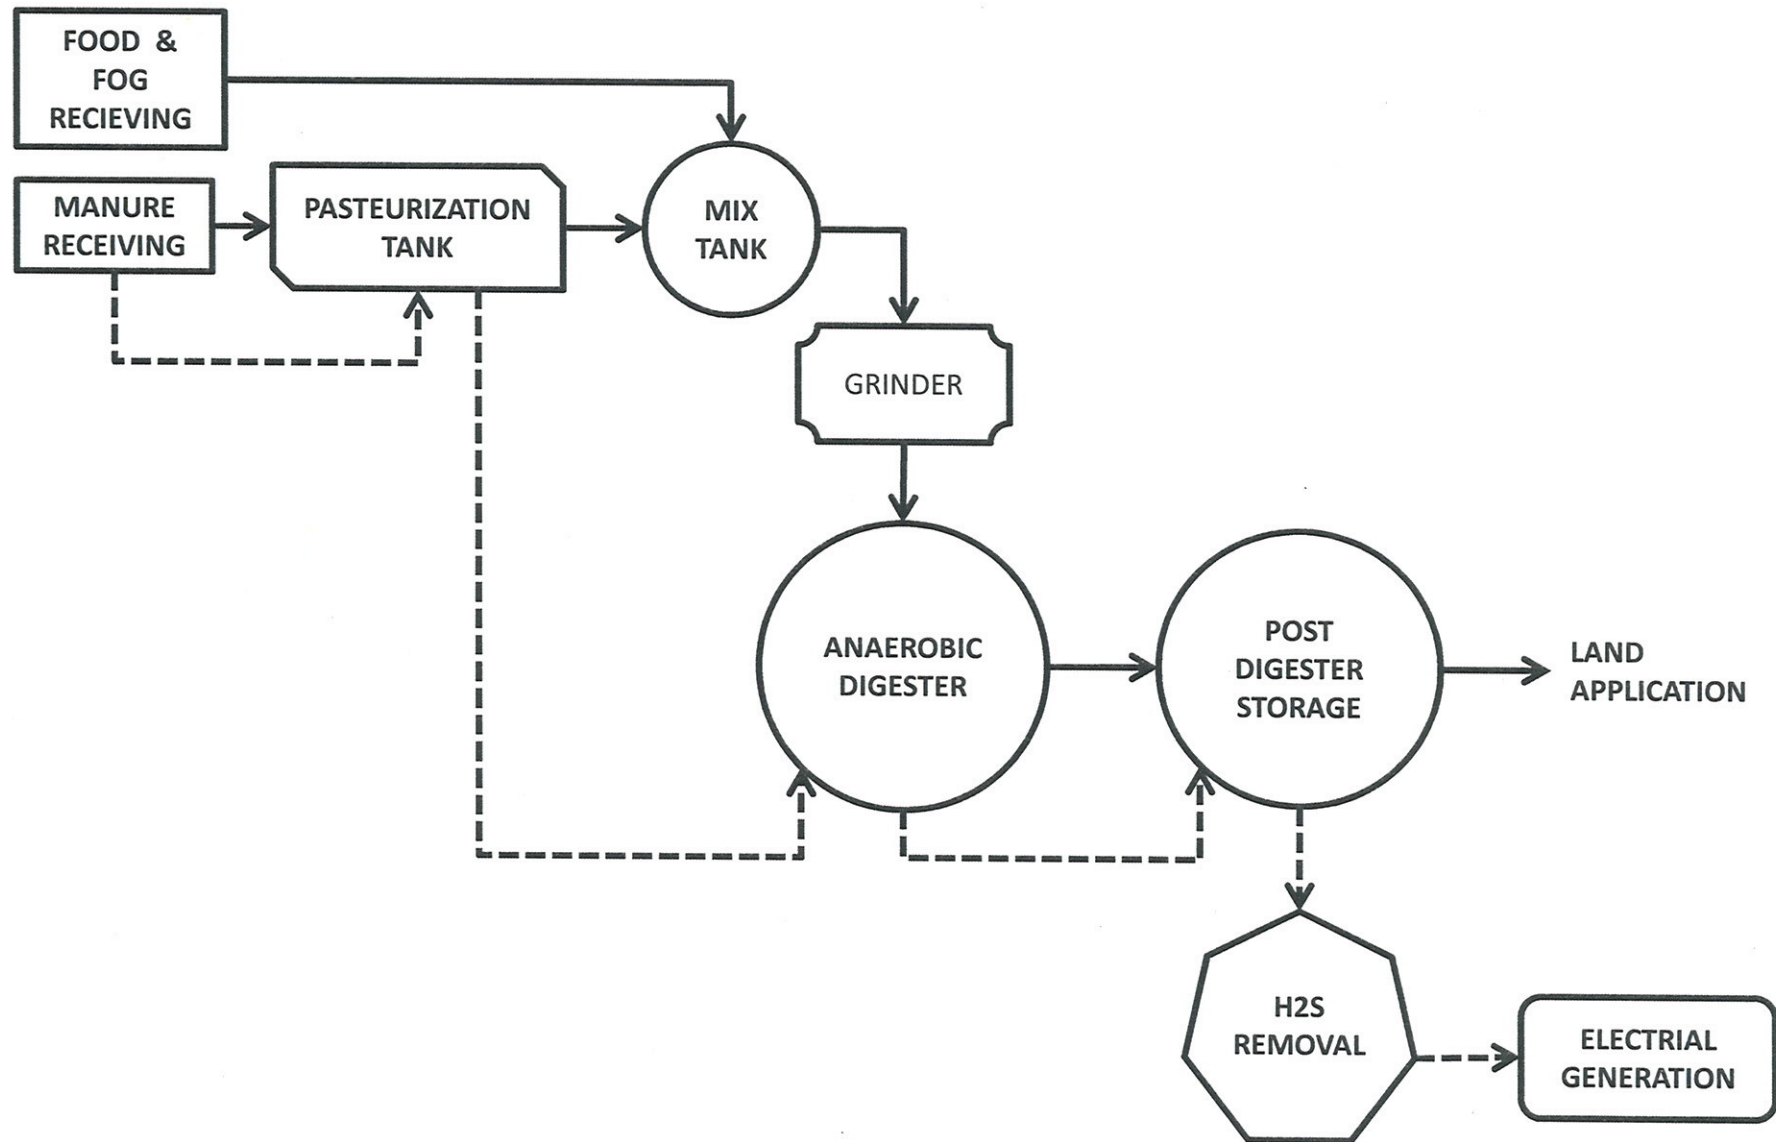 FOOD &
FOG
RECIEVING
MANURE
RECEIVING
PASTEURIZATION
TANK
MIX
TANK
GRINDER
ANAEROBIC
DIGESTER
POST
DIGESTER
STORAGE
LAND
APPLICATION
H2S
REMOVAL
ELECTRIAL
GENERATION